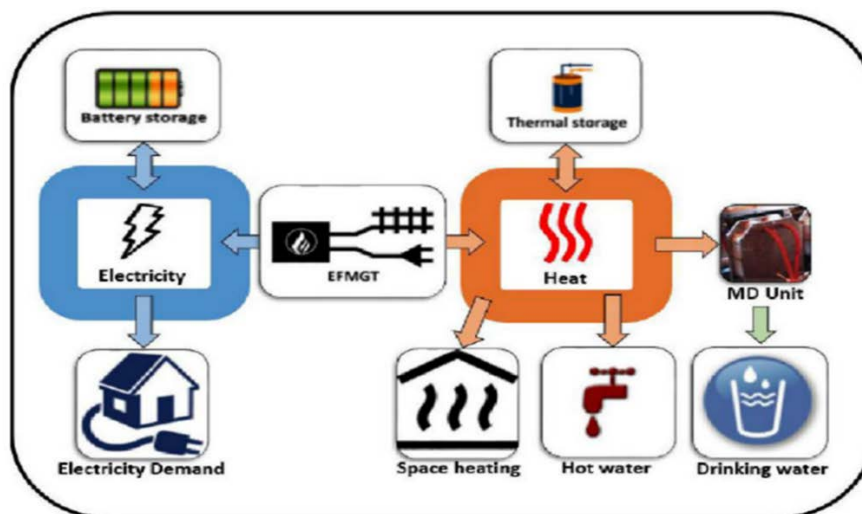 Battery storage
Thermal storage
Electricity
EFMGT
Heat
MD Unit
Electricity Demand
Space heating
Hot water
Drinking water